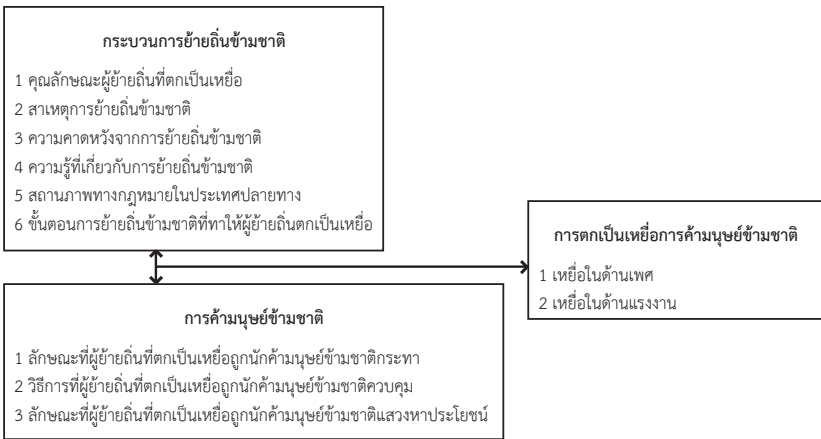 กระบวนการย้ายถิ่นข้ามชาติ
1 คุณลักษณะผู้ย้ายถิ่นที่ตกเป็นเหยื่อ
2 สาเหตุการย้ายถิ่นข้ามชาติ
3 ความคาดหวังจากการย้ายถิ่นข้ามชาติ
4 ความรู้ที่เกี่ยวกับการย้ายถิ่นข้ามชาติ
5 สถานภาพทางกฎหมายในประเทศปลายทาง
6 ขั้นตอนการย้ายถิ่นข้ามชาติที่ทาให้ผู้ย้ายถิ่นตกเป็นเหยื่อ
การตกเป็นเหยื่อการค้ามนุษย์ข้ามชาติ
1 เหยื่อในด้านเพศ
2 เหยื่อในด้านแรงงาน
การค้ามนุษย์ข้ามชาติ
1 ลักษณะที่ผู้ย้ายถิ่นที่ตกเป็นเหยื่อถูกนักค้ามนุษย์ข้ามชาติกระทา
2 วิธีการที่ผู้ย้ายถิ่นที่ตกเป็นเหยื่อถูกนักค้ามนุษย์ข้ามชาติควบคุม
3 ลักษณะที่ผู้ย้ายถิ่นที่ตกเป็นเหยื่อถูกนักค้ามนุษย์ข้ามชาติแสวงหาประโยชน์